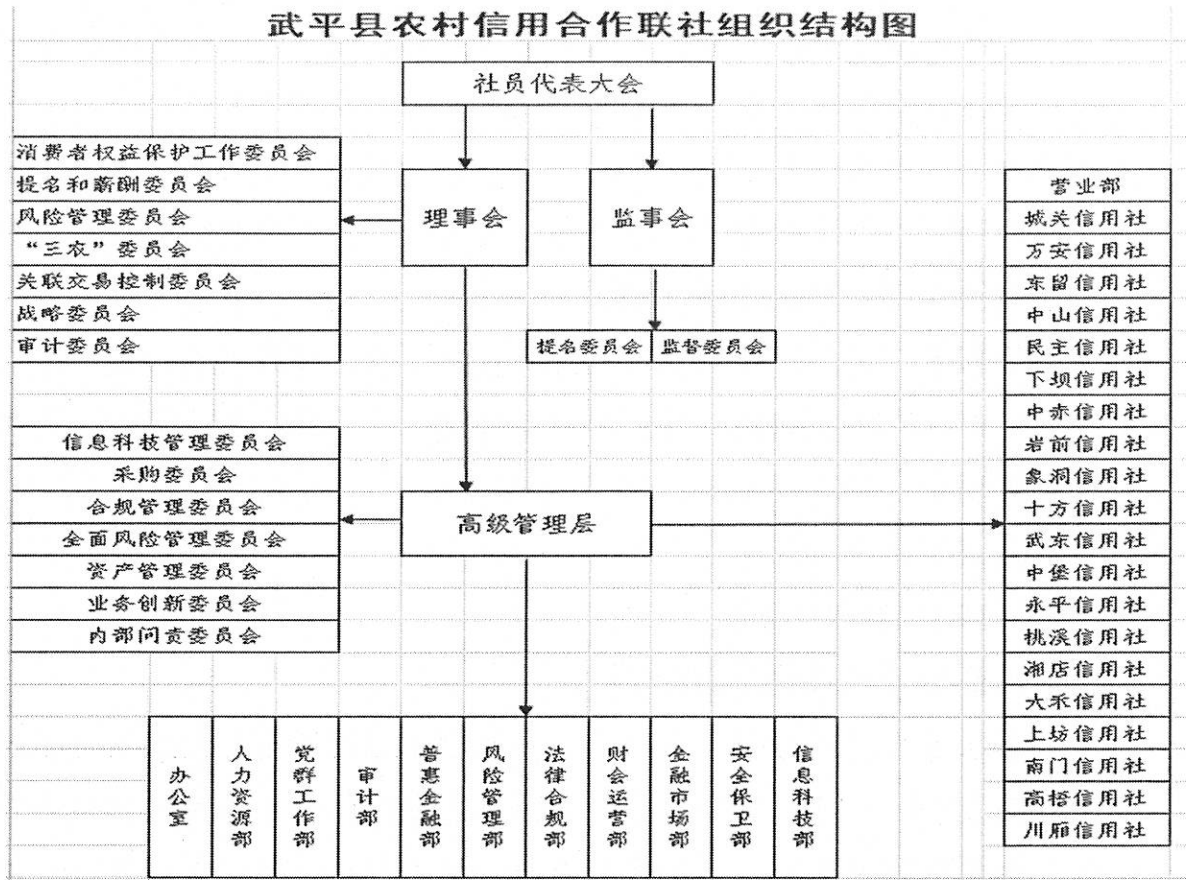 武平县农村信用合作联社组织结构图
社员代表大会
理事会
监事会
消费者权益保护工作委员会
提名和薪酬委员会
风险管理委员会
“三农”委员会
关联交易控制委员会
战略委员会
审计委员会
提名委员会
监督委员会
高级管理层
信息科技管理委员会
采购委员会
合规管理委员会
全面风险管理委员会
资产管理委员会
业务创新委员会
内部问责委员会
营业部
城关信用社
万安信用社
东留信用社
中山信用社
民主信用社
下坝信用社
中赤信用社
岩前信用社
象洞信用社
十方信用社
武东信用社
中堡信用社
永平信用社
桃溪信用社
湘店信用社
大禾信用社
上坊信用社
南门信用社
高梧信用社
川厢信用社
办公室
人力资源部
党群工作部
审计部
普惠金融部
风险管理部
法律合规部
财会运营部
金融市场部
安全保卫部
信息科技部